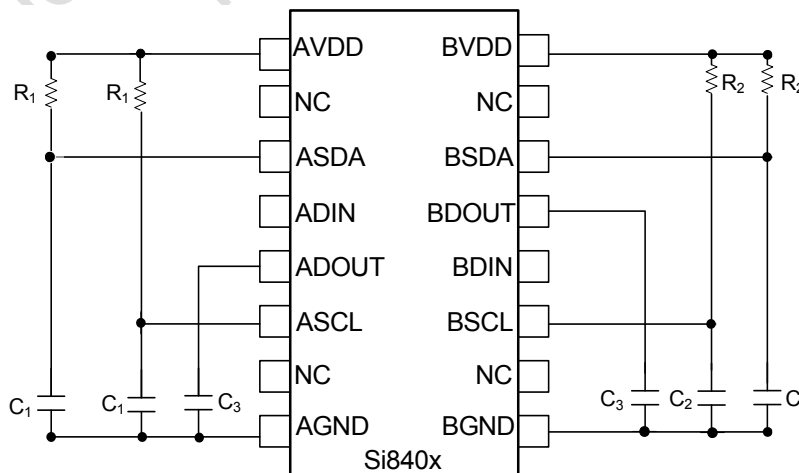 AVDD BVDD
R₁ R₁ R₂ R₂
NC NC
ASDA BSDA
ADIN BDOUT
ADOUT BDIN
ASCL BSCL
NC NC
C₁ C₁ C₃ C₃ C₂ C
AGND BGND
Si840x